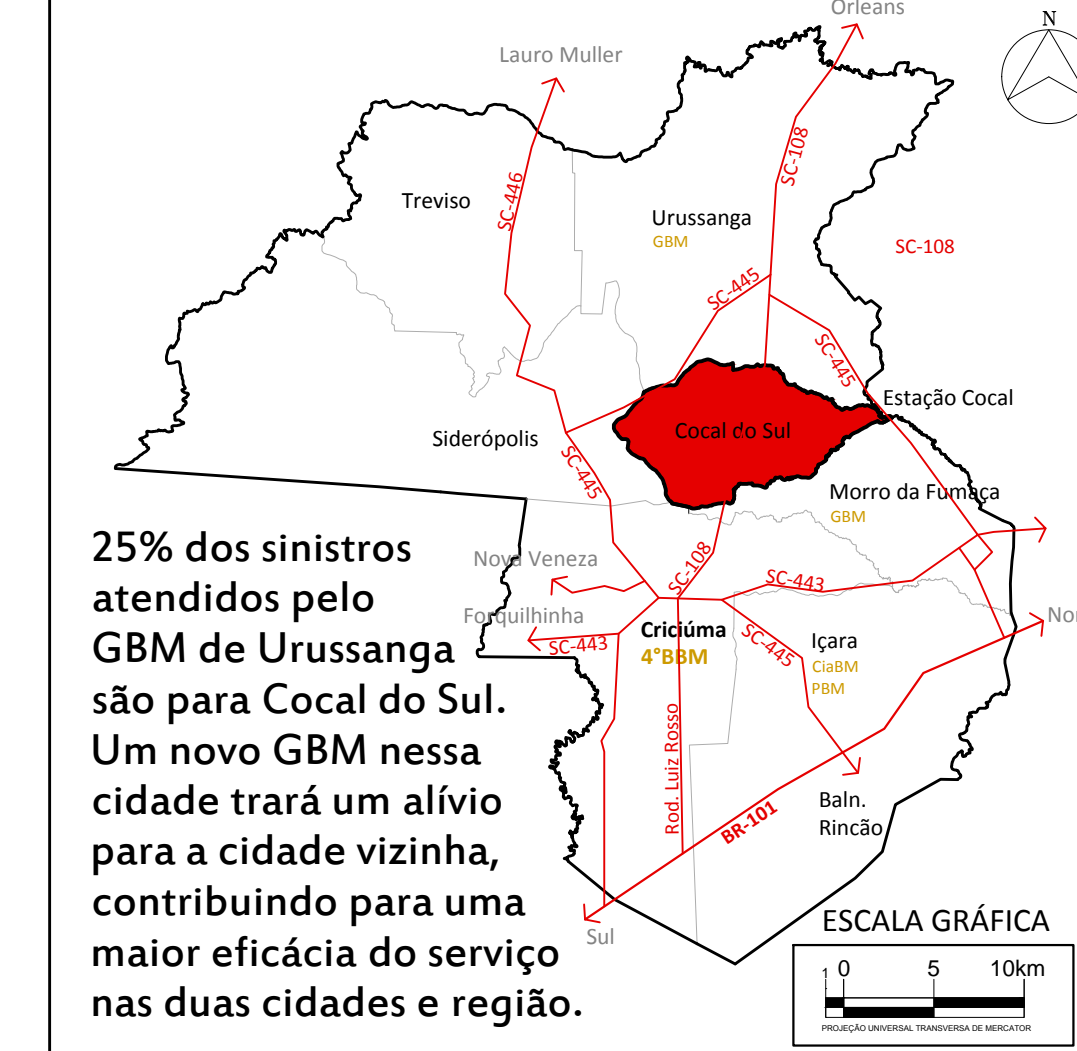 Orleans
N
Lauro Muller
SC-108
Treviso
SC-446
Urussanga
GBM
SC-108
SC-445
SC-445
Estação Cocal
Cocal do Sul
Siderópolis
SC-445
Morro da Fumaça
GBM
25% dos sinistros
atendidos pelo
GBM de Urussanga
são para Cocal do Sul.
Um novo GBM nessa
cidade trará um alívio
para a cidade vizinha,
contribuindo para uma
maior eficácia do serviço
nas duas cidades e região.
Nova Veneza
SC-108
SC-443
Forquilhinha
SC-443
Criciúma
4°BBM
SC-445
Içara
CiaBM
PBM
Rod. Luiz Rosso
BR-101
Baln.
Rincão
Sul
ESCALA GRÁFICA
1 0 5 10km
PROJEÇÃO UNIVERSAL TRANSVERSA DE MERCATOR